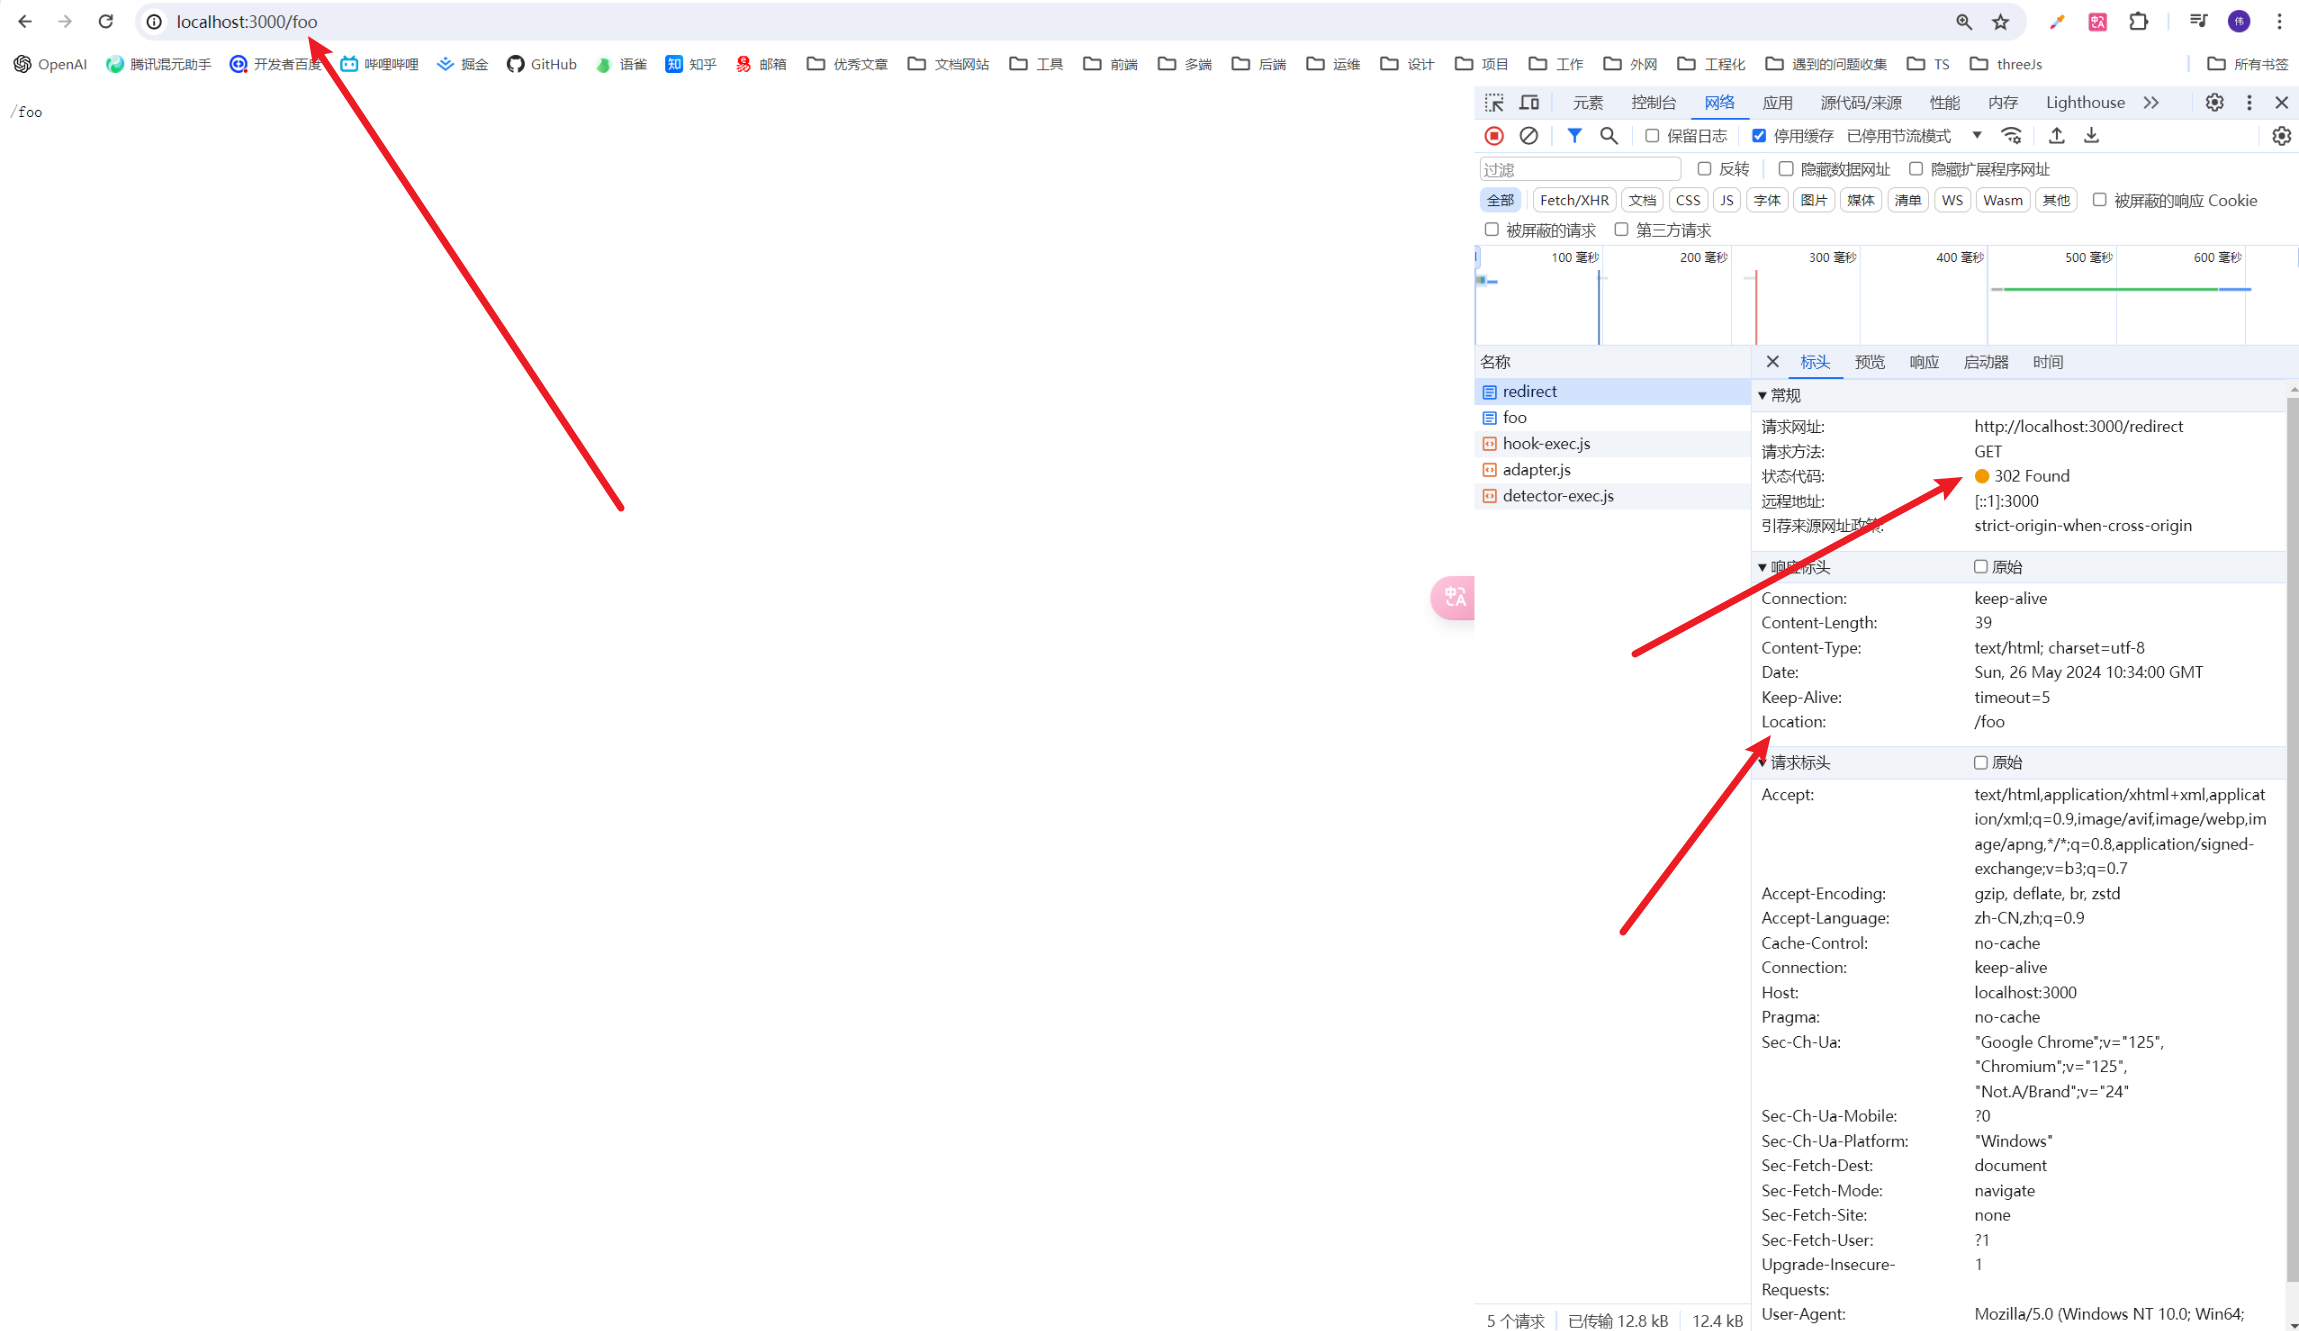 localhost:3000/foo
伟
OpenAI 腾讯混元助手 开发者百度 哔哩哔哩 掘金 GitHub 语雀 知 知乎 邮箱 优秀文章 文档网站 工具 前端 多端 后端 运维 设计 项目 工作 外网 工程化 遇到的问题收集 TS threeJs 所有书签
/foo
元素 控制台 网络 应用 源代码/来源 性能 内存 Lighthouse
保留日志 停用缓存 已停用节流模式
过滤 反转 隐藏数据网址 隐藏扩展程序网址
全部 Fetch/XHR 文档 CSS JS 字体 图片 媒体 清单 WS Wasm 其他 被屏蔽的响应 Cookie
被屏蔽的请求 第三方请求
100 毫秒 200 毫秒 300 毫秒 400 毫秒 500 毫秒 600 毫秒
名称
redirect
foo
hook-exec.js
adapter.js
detector-exec.js
标头 预览 响应 启动器 时间
常规
请求网址: http://localhost:3000/redirect
请求方法: GET
状态代码: 302 Found
远程地址: [::1]:3000
引荐来源网址政策: strict-origin-when-cross-origin
响应标头 原始
Connection: keep-alive
Content-Length: 39
Content-Type: text/html; charset=utf-8
Date: Sun, 26 May 2024 10:34:00 GMT
Keep-Alive: timeout=5
Location: /foo
请求标头 原始
Accept: text/html,application/xhtml+xml,applicat
ion/xml;q=0.9,image/avif,image/webp,im
age/apng,*/*;q=0.8,application/signed-
exchange;v=b3;q=0.7
Accept-Encoding: gzip, deflate, br, zstd
Accept-Language: zh-CN,zh;q=0.9
Cache-Control: no-cache
Connection: keep-alive
Host: localhost:3000
Pragma: no-cache
Sec-Ch-Ua: "Google Chrome";v="125",
"Chromium";v="125",
"Not.A/Brand";v="24"
Sec-Ch-Ua-Mobile: ?0
Sec-Ch-Ua-Platform: "Windows"
Sec-Fetch-Dest: document
Sec-Fetch-Mode: navigate
Sec-Fetch-Site: none
Sec-Fetch-User: ?1
Upgrade-Insecure- 1
Requests:
User-Agent: Mozilla/5.0 (Windows NT 10.0; Win64;
5 个请求 已传输 12.8 kB 12.4 kB